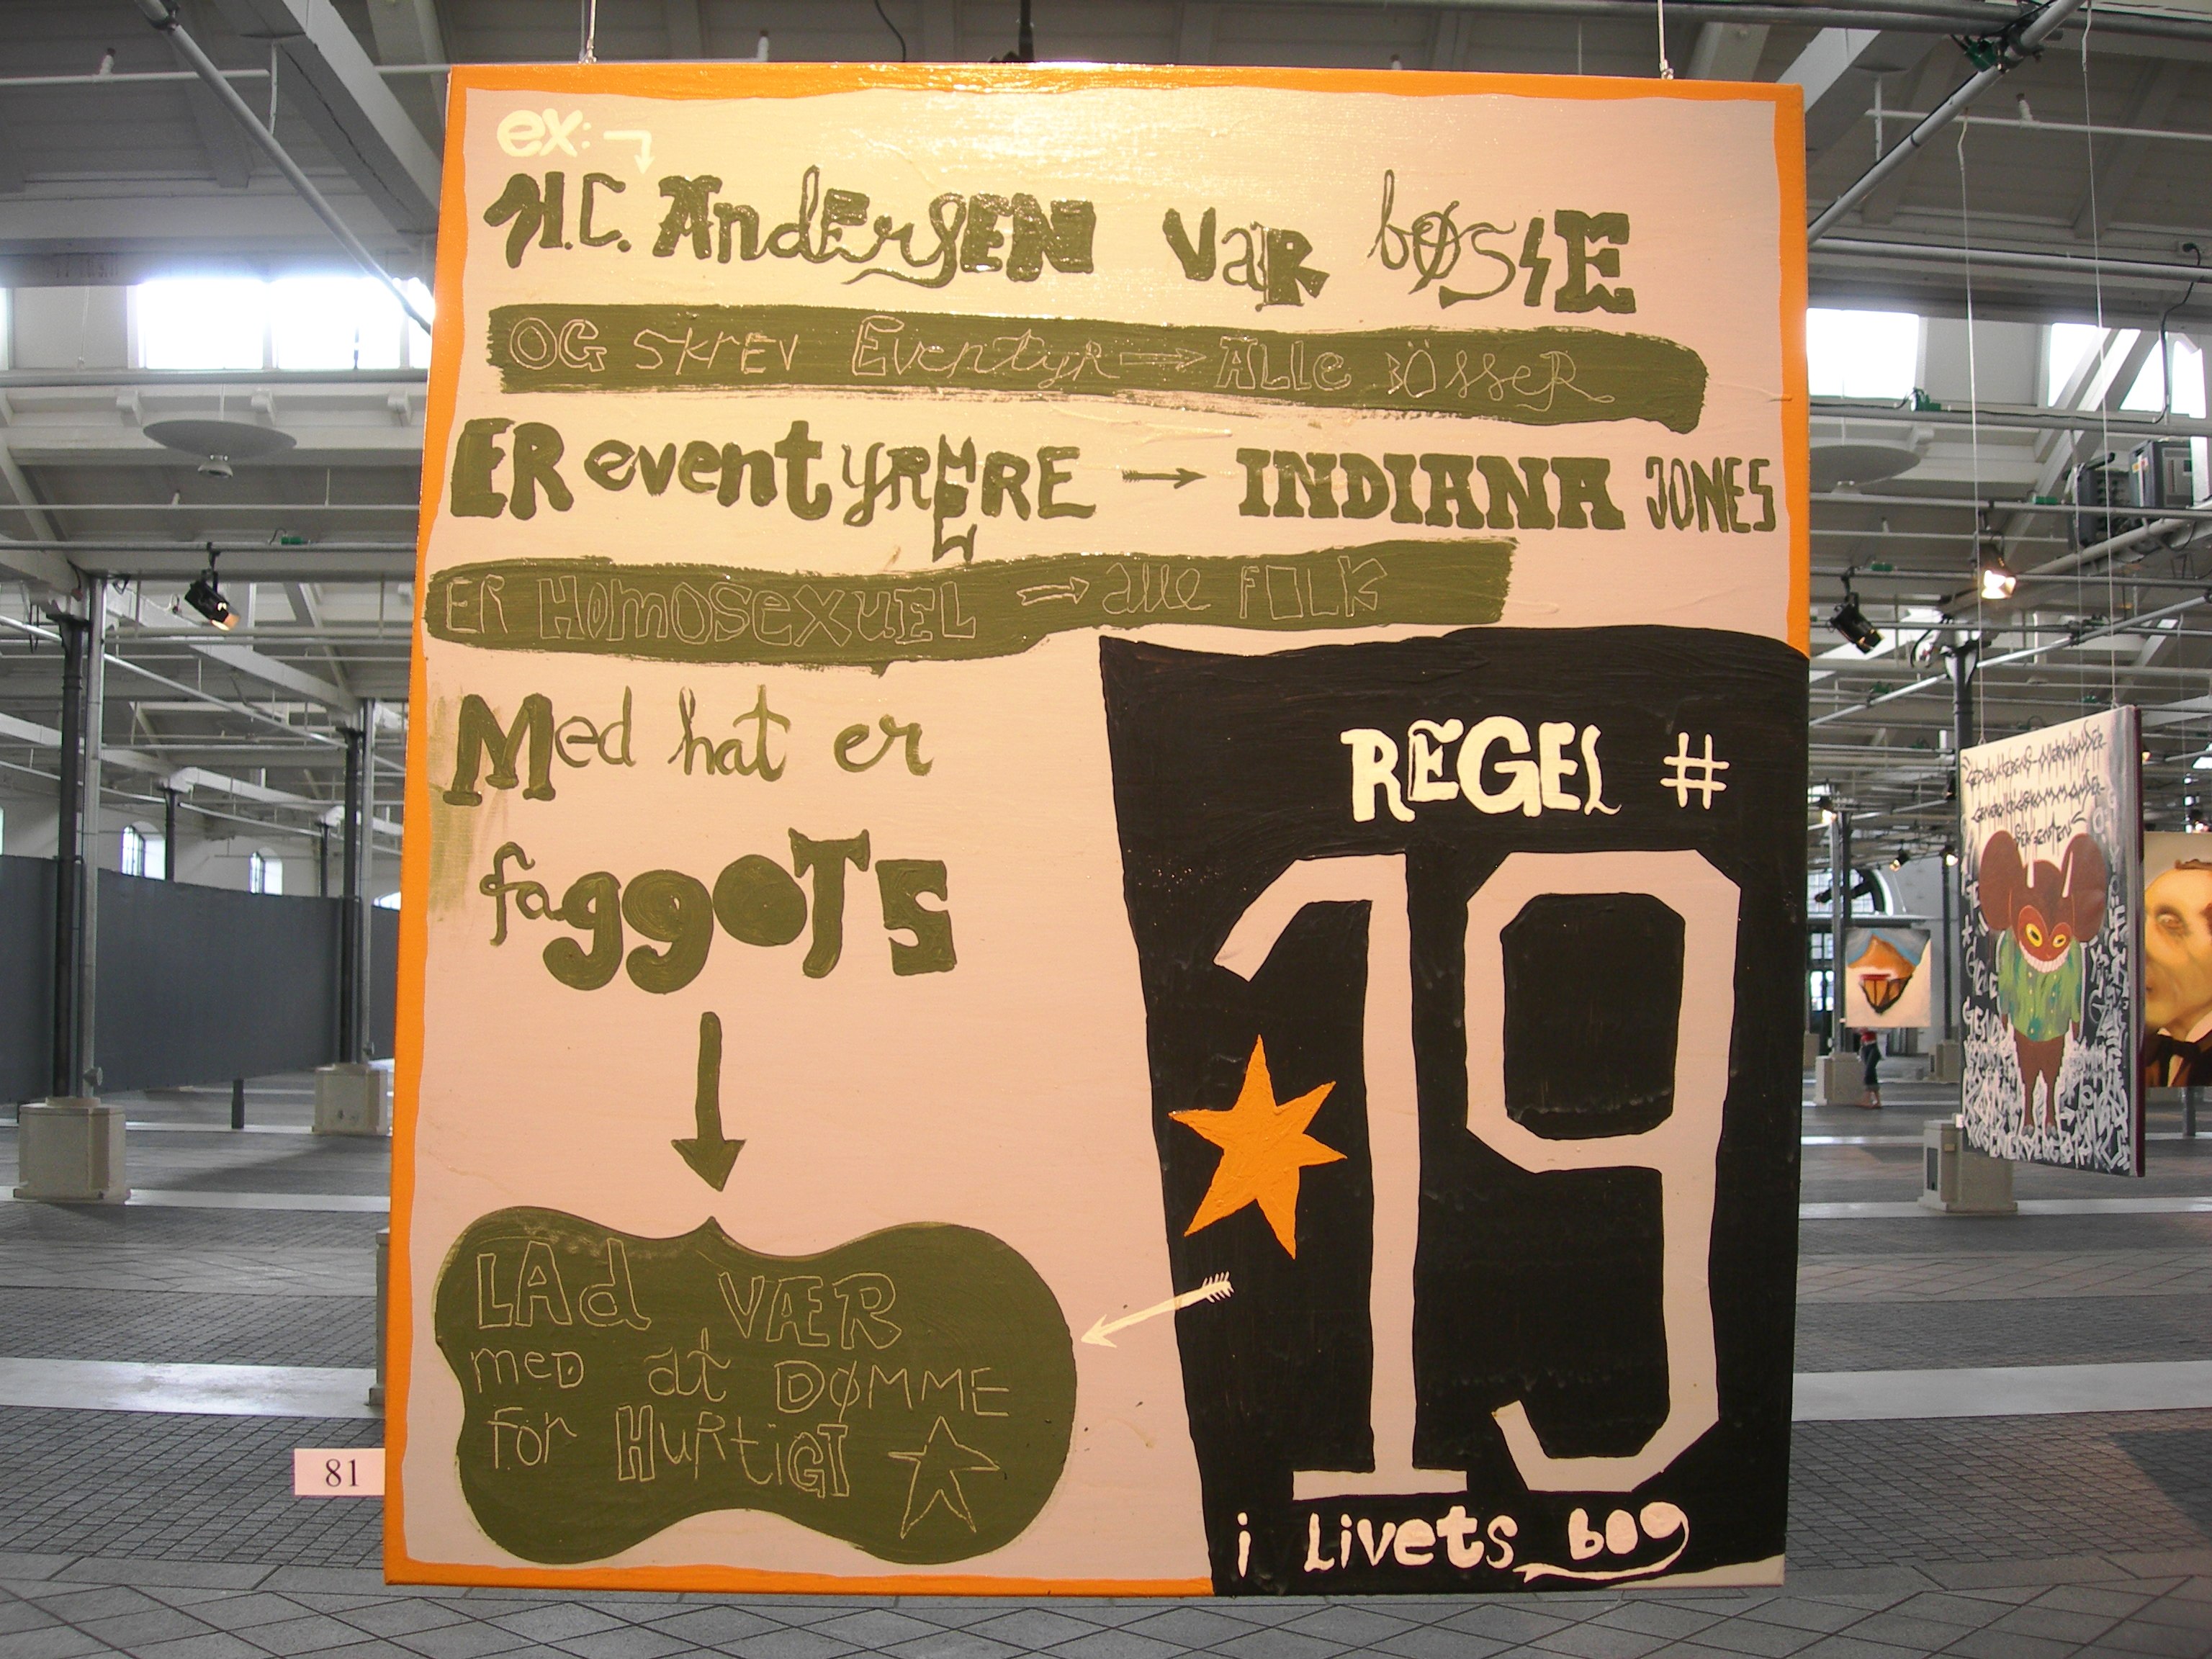 ex:
H.C. AndErsEN VaR bØSSE
OG SKrEV EVentyR → ALLe BÖSSeR
ER eventYRERE → INDIANA JONES
Er HOmOSeXuEL → alle FOLK
Med hat er
faggOTS
LAd VÆR
meD at DØMME
FOr HURtiGT
REGEL #
19
i Livets bog
81